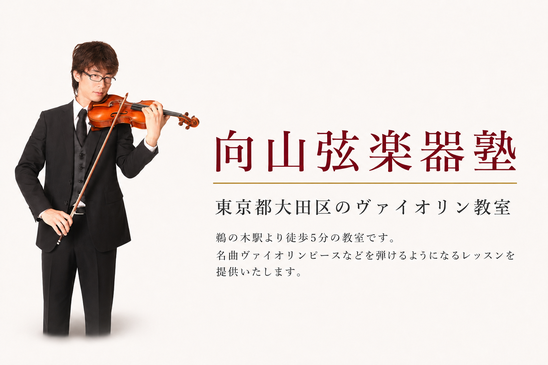 向山弦楽器塾
東京都大田区のヴァイオリン教室
鵜の木駅より徒歩5分の教室です。
名曲ヴァイオリンピースなどを弾けるようになるレッスンを
提供いたします。